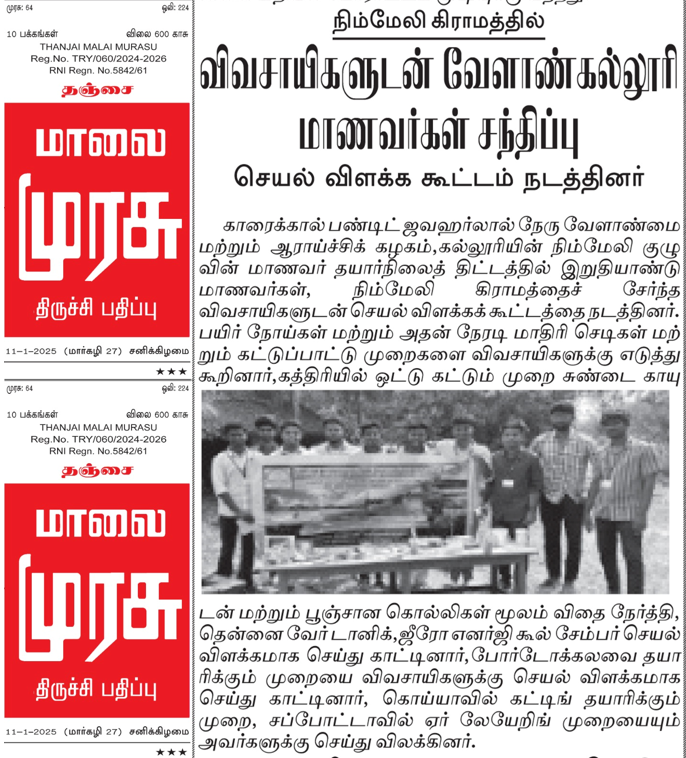 முரசு: 64 ஒலி: 224
10 பக்கங்கள் விலை 600 காசு
THANJAI MALAI MURASU
Reg.No. TRY/060/2024-2026
RNI Regn. No.5842/61
தஞ்சை
மாலை
முரசு
திருச்சி பதிப்பு
11-1-2025 (மார்கழி 27) சனிக்கிழமை
★★★
முரசு: 64 ஒலி: 224
10 பக்கங்கள் விலை 600 காசு
THANJAI MALAI MURASU
Reg.No. TRY/060/2024-2026
RNI Regn. No.5842/61
தஞ்சை
மாலை
முரசு
திருச்சி பதிப்பு
11-1-2025 (மார்கழி 27) சனிக்கிழமை
★★★
நிம்மேலி கிராமத்தில்
விவசாயிகளுடன் வேளாண்கல்லூரி
மாணவர்கள் சந்திப்பு
செயல் விளக்க கூட்டம் நடத்தினர்
காரைக்கால் பண்டிட் ஜவஹர்லால் நேரு வேளாண்மை
மற்றும் ஆராய்ச்சிக் கழகம்,கல்லூரியின் நிம்மேலி குழு
வின் மாணவர் தயார்நிலைத் திட்டத்தில் இறுதியாண்டு
மாணவர்கள், நிம்மேலி கிராமத்தைச் சேர்ந்த
விவசாயிகளுடன் செயல் விளக்கக் கூட்டத்தை நடத்தினர்.
பயிர் நோய்கள் மற்றும் அதன் நேரடி மாதிரி செடிகள் மற்
றும் கட்டுப்பாட்டு முறைகளை விவசாயிகளுக்கு எடுத்து
கூறினார்,கத்திரியில் ஒட்டு கட்டும் முறை சுண்டை காயு
டன் மற்றும் பூஞ்சான கொல்லிகள் மூலம் விதை நேர்த்தி,
தென்னை வேர் டானிக்,ஜீரோ எனர்ஜி கூல் சேம்பர் செயல்
விளக்கமாக செய்து காட்டினார்,போர்டோக்கலவை தயா
ரிக்கும் முறையை விவசாயிகளுக்கு செயல் விளக்கமாக
செய்து காட்டினார், கொய்யாவில் கட்டிங் தயாரிக்கும்
முறை, சப்போட்டாவில் ஏர் லேயேறிங் முறையையும்
அவர்களுக்கு செய்து விலக்கினர்.